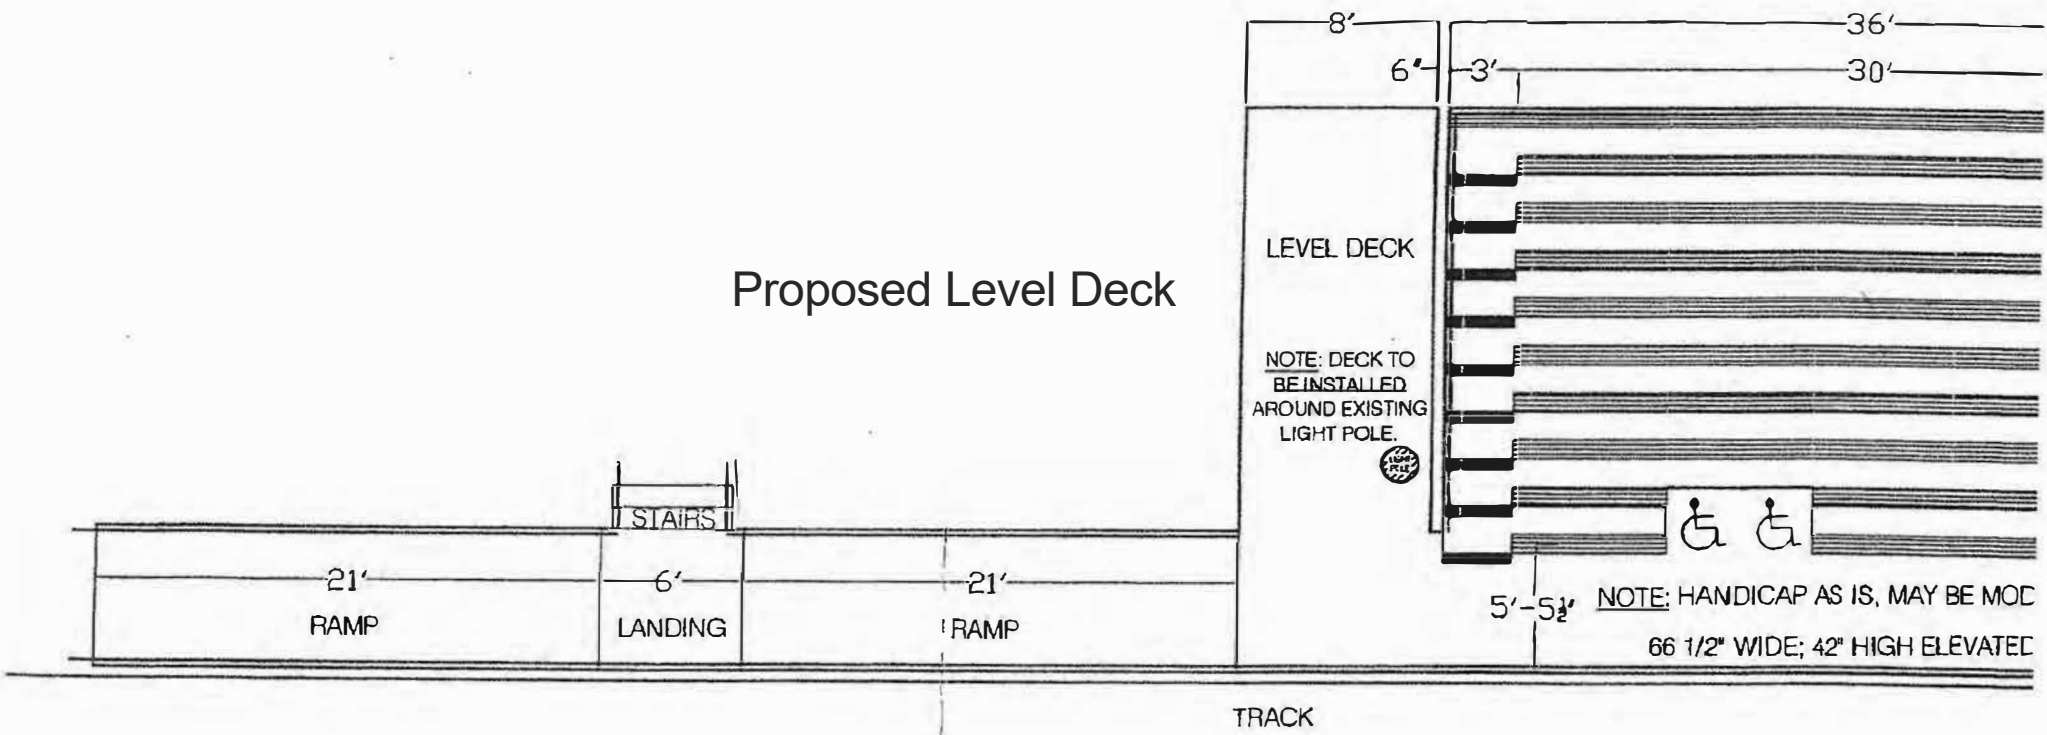 8'
36'
6"
3'
30'
LEVEL DECK
Proposed Level Deck
NOTE: DECK TO
BE INSTALLED
AROUND EXISTING
LIGHT POLE.
LIGHT
POLE
STAIRS
21'
6'
21'
RAMP
LANDING
RAMP
5'-5½"
NOTE: HANDICAP AS IS, MAY BE MOD
66 1/2" WIDE; 42" HIGH ELEVATED
TRACK